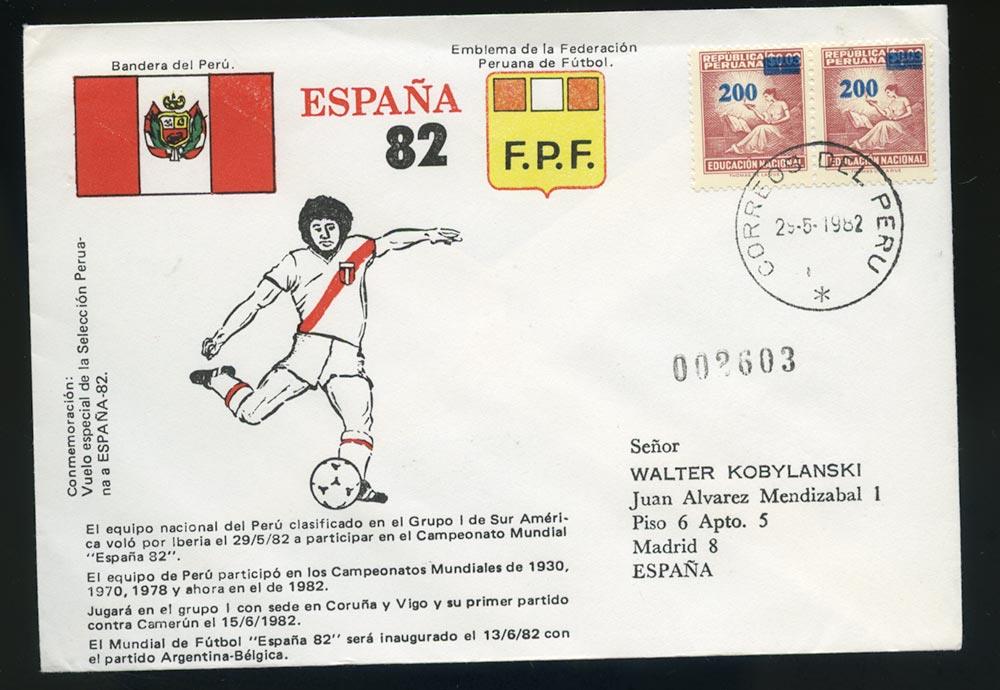 Bandera del Perú.
ESPAÑA
82
Emblema de la Federación
Peruana de Fútbol.
F.P.F.
REPÚBLICA
PERUANA
200
EDUCACIÓN NACIONAL
REPÚBLICA
PERUANA
200
EDUCACIÓN NACIONAL
CORREOS DEL PERU
29-5-1982
*
002603
Conmemoración:
Vuelo especial de la Selección Perua-
na a ESPAÑA-82.
Señor
WALTER KOBYLANSKI
Juan Alvarez Mendizabal 1
Piso 6 Apto. 5
Madrid 8
ESPAÑA
El equipo nacional del Perú clasificado en el Grupo I de Sur Améri-
ca voló por Iberia el 29/5/82 a participar en el Campeonato Mundial
"España 82".
El equipo de Perú participó en los Campeonatos Mundiales de 1930,
1970, 1978 y ahora en el de 1982.
Jugará en el grupo I con sede en Coruña y Vigo y su primer partido
contra Camerún el 15/6/1982.
El Mundial de Fútbol "España 82" será inaugurado el 13/6/82 con
el partido Argentina-Bélgica.